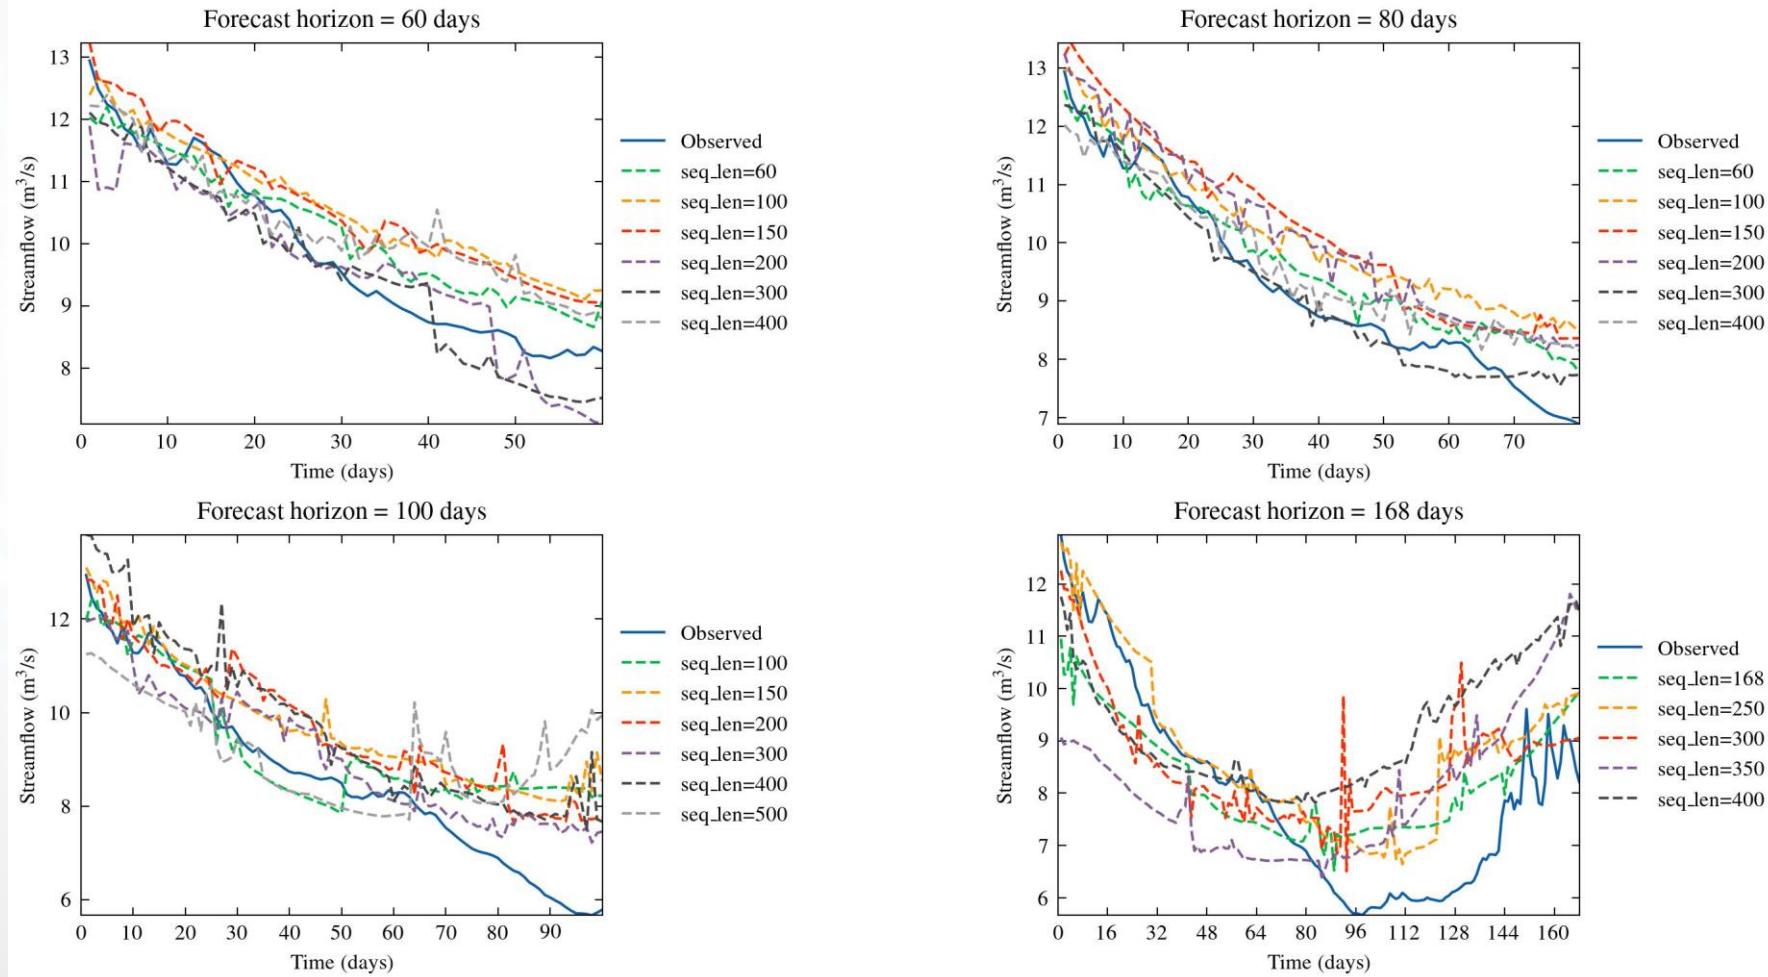 Forecast horizon = 60 days
Streamflow (m³/s)
13
12
11
10
9
8
0 10 20 30 40 50
Time (days)
Observed
seq_len=60
seq_len=100
seq_len=150
seq_len=200
seq_len=300
seq_len=400
Forecast horizon = 80 days
Streamflow (m³/s)
13
12
11
10
9
8
7
0 10 20 30 40 50 60 70
Time (days)
Observed
seq_len=60
seq_len=100
seq_len=150
seq_len=200
seq_len=300
seq_len=400
Forecast horizon = 100 days
Streamflow (m³/s)
12
10
8
6
0 10 20 30 40 50 60 70 80 90
Time (days)
Observed
seq_len=100
seq_len=150
seq_len=200
seq_len=300
seq_len=400
seq_len=500
Forecast horizon = 168 days
Streamflow (m³/s)
12
11
10
9
8
7
6
0 16 32 48 64 80 96 112 128 144 160
Time (days)
Observed
seq_len=168
seq_len=250
seq_len=300
seq_len=350
seq_len=400